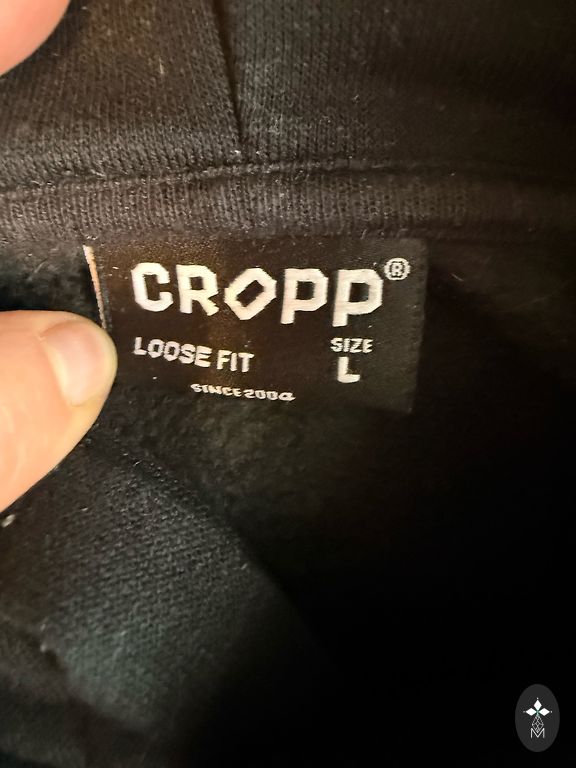 CROPP®
LOOSE FIT
SIZE
L
SINCE 2004
M